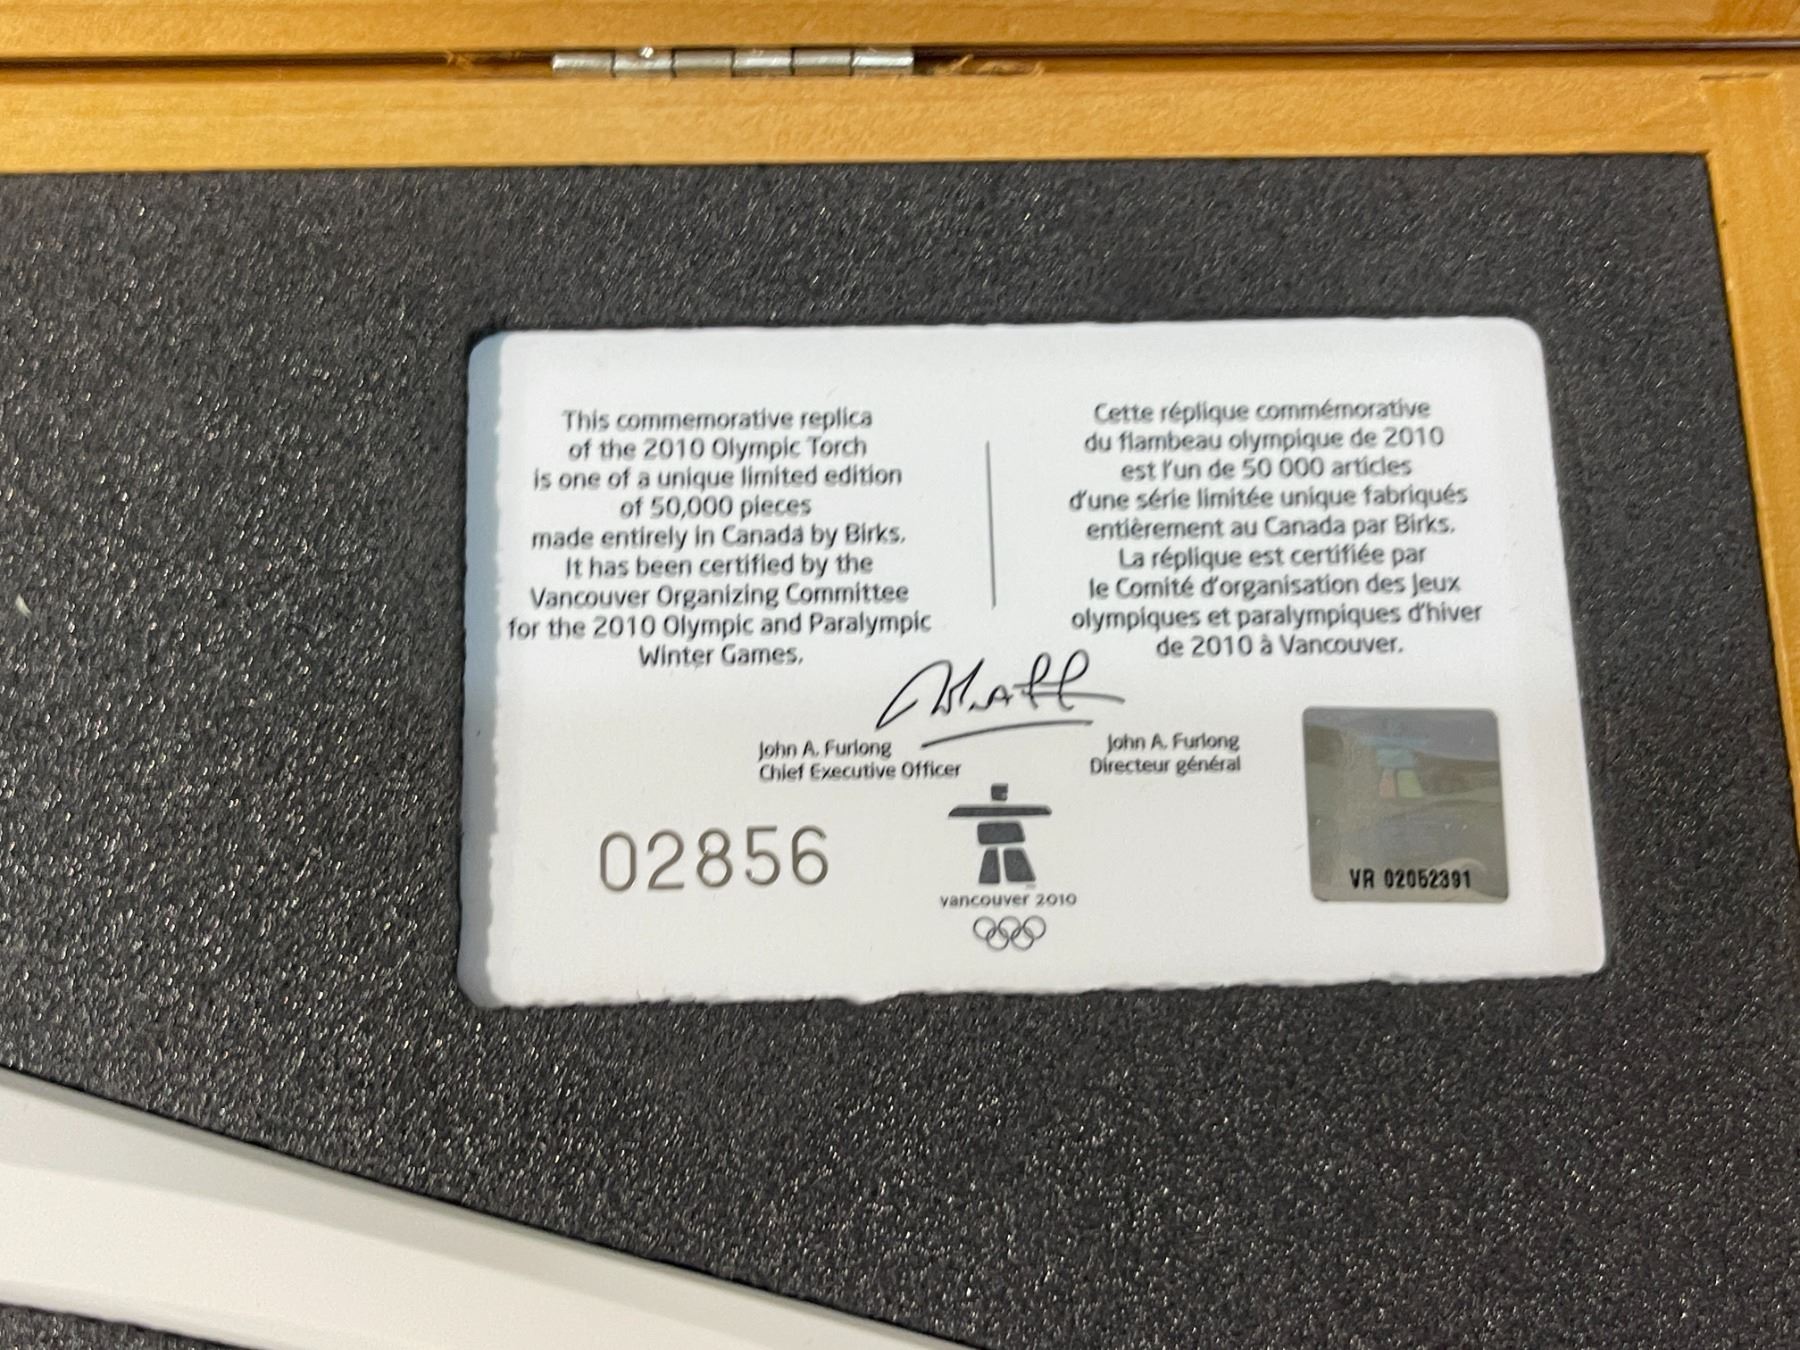 This commemorative replica
of the 2010 Olympic Torch
is one of a unique limited edition
of 50,000 pieces
made entirely in Canada by Birks.
It has been certified by the
Vancouver Organizing Committee
for the 2010 Olympic and Paralympic
Winter Games.
Cette réplique commémorative
du flambeau olympique de 2010
est l'un de 50 000 articles
d'une série limitée unique fabriqués
entièrement au Canada par Birks.
La réplique est certifiée par
le Comité d'organisation des Jeux
olympiques et paralympiques d'hiver
de 2010 à Vancouver.
John A. Furlong
Chief Executive Officer
John A. Furlong
Directeur général
02856
vancouver 2010
VR 02052391